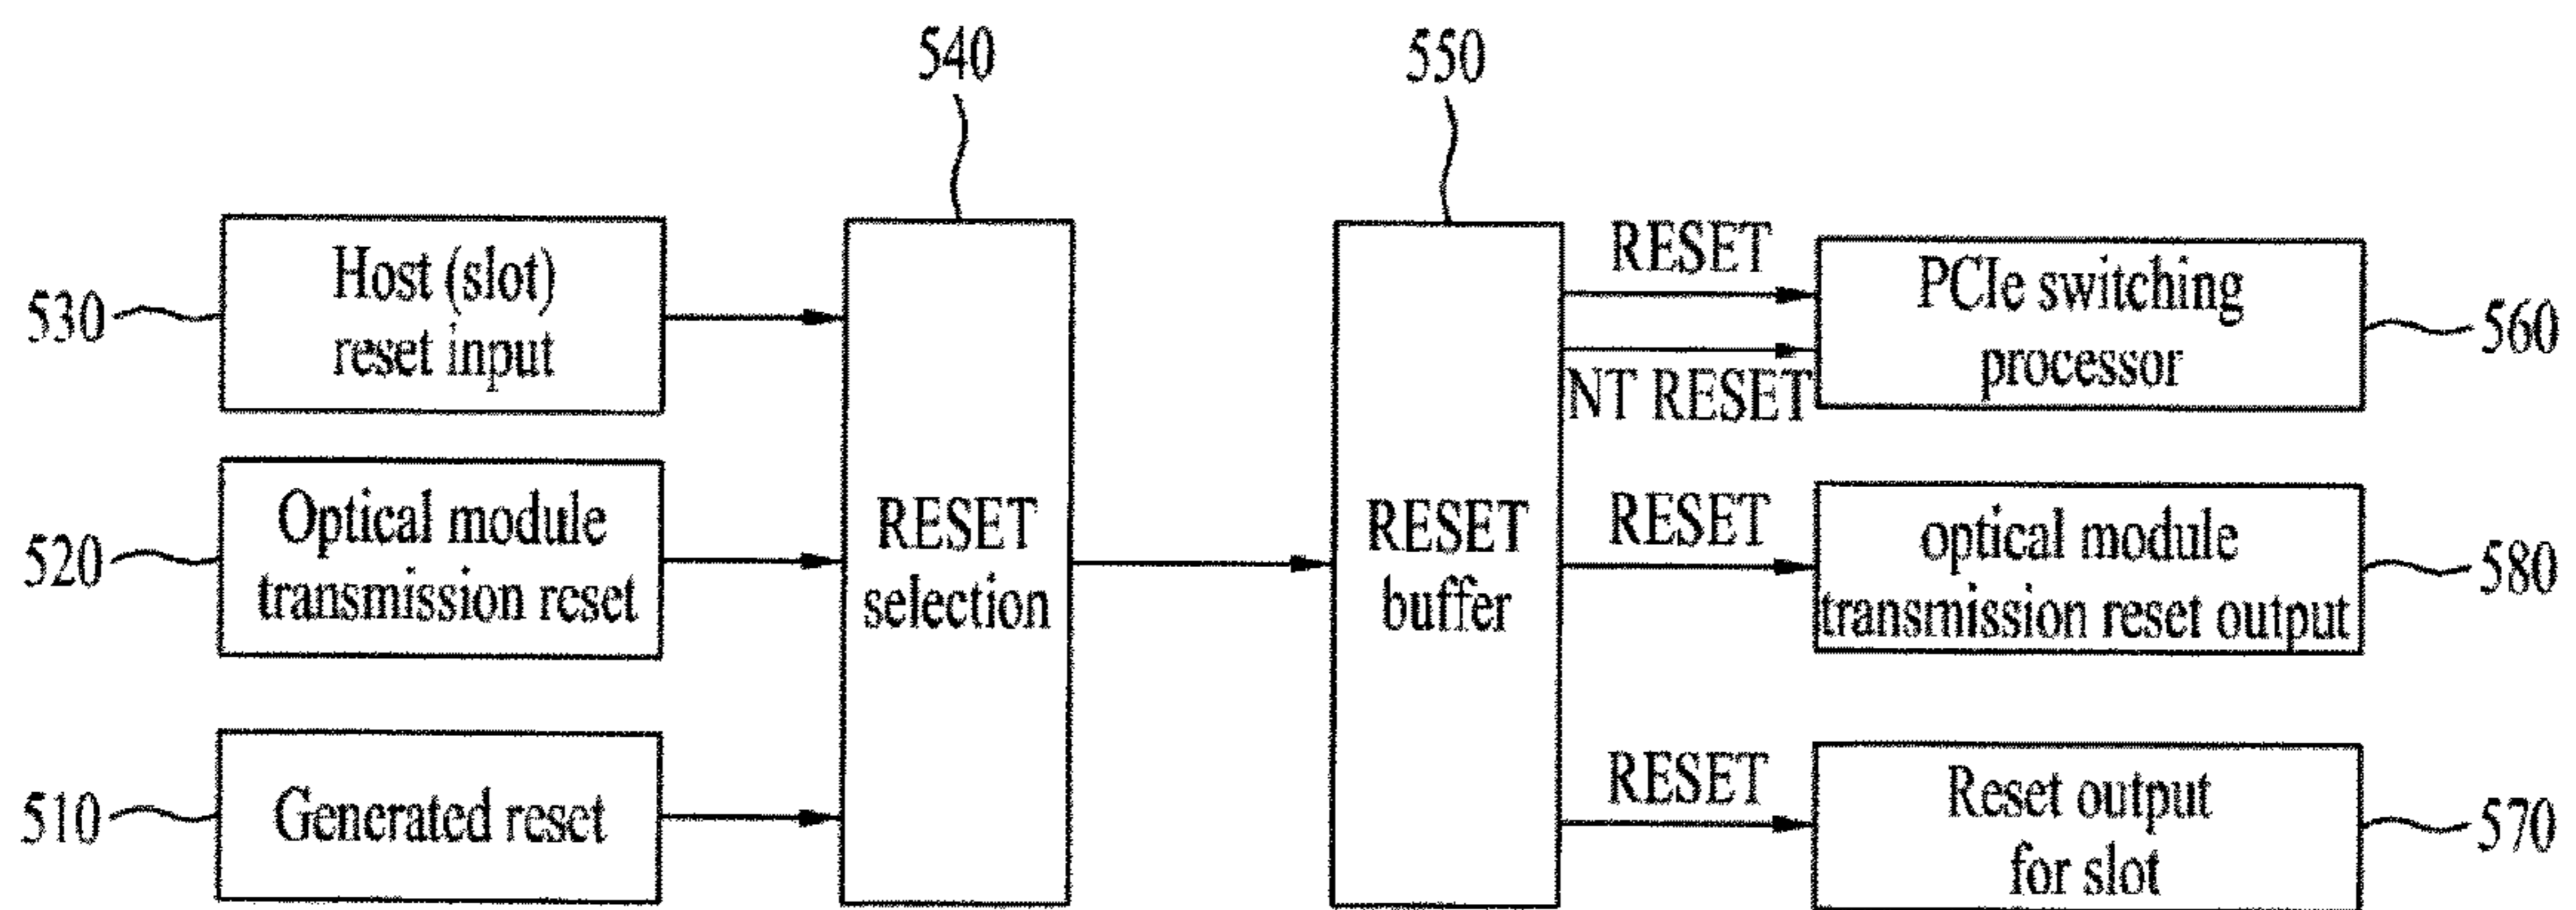 540
550
530
Host (slot)
reset input
RESET
NT RESET
PCIe switching
processor
560
520
Optical module
transmission reset
RESET
selection
RESET
buffer
RESET
optical module
transmission reset output
580
510
Generated reset
RESET
Reset output
for slot
570